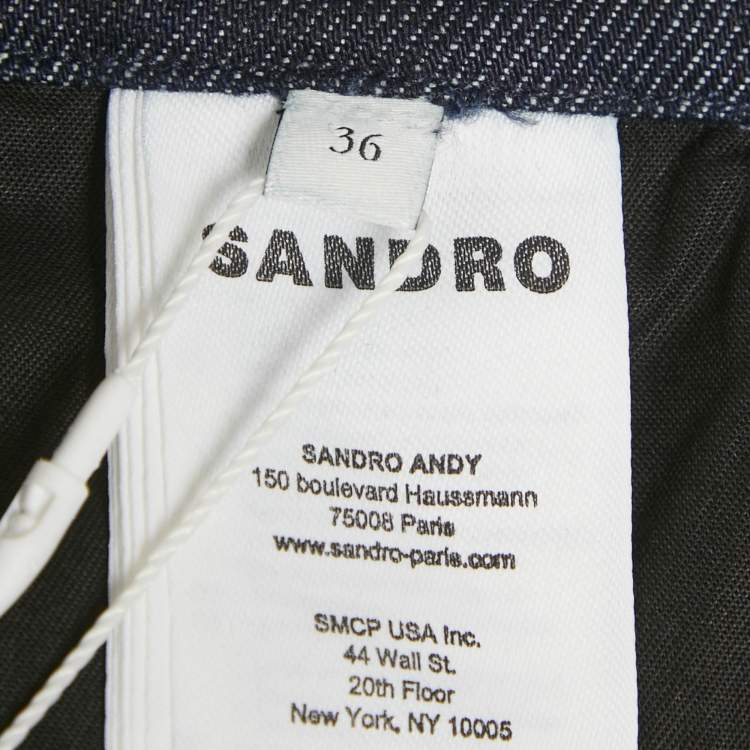 36
SANDRO
SANDRO ANDY
150 boulevard Haussmann
75008 Paris
www.sandro-paris.com
SMCP USA Inc.
44 Wall St.
20th Floor
New York, NY 10005